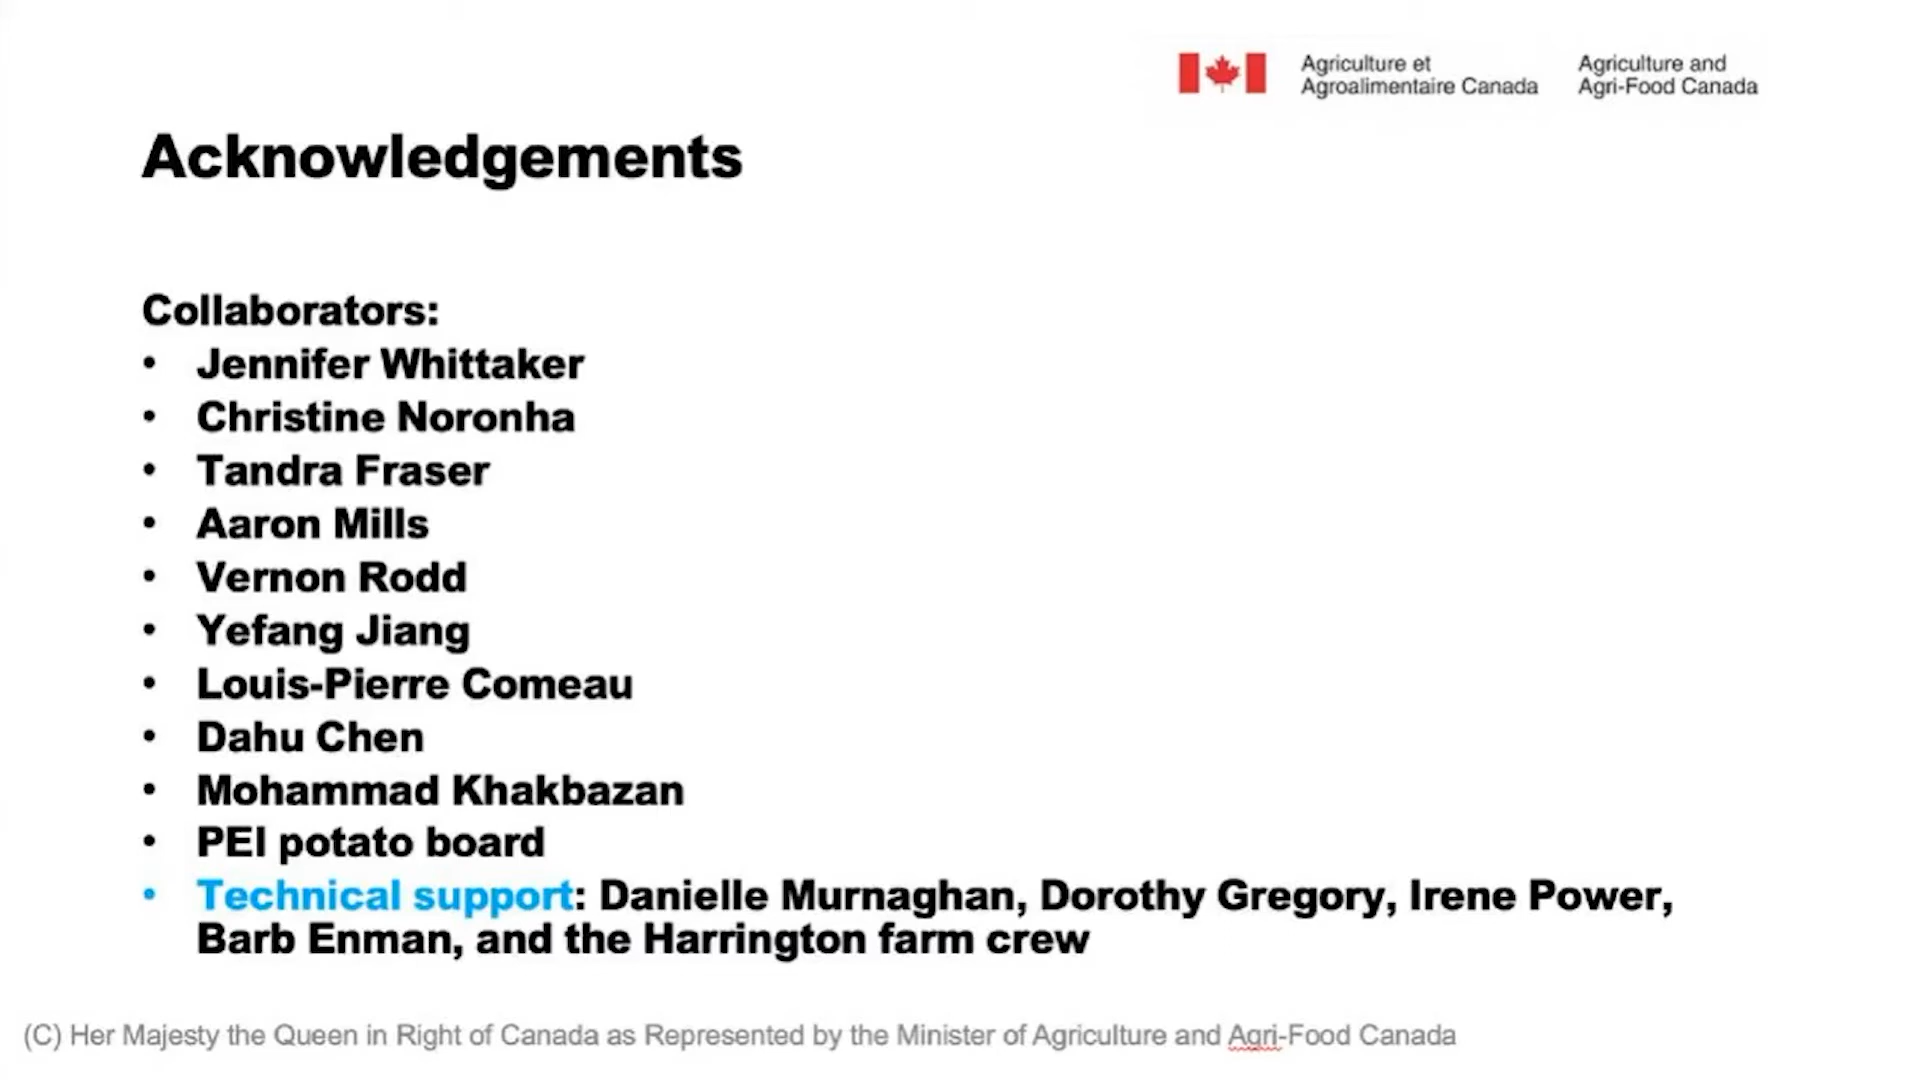 Agriculture et
Agroalimentaire Canada
Agriculture and
Agri-Food Canada
Acknowledgements
Collaborators:
• Jennifer Whittaker
• Christine Noronha
• Tandra Fraser
• Aaron Mills
• Vernon Rodd
• Yefang Jiang
• Louis-Pierre Comeau
• Dahu Chen
• Mohammad Khakbazan
• PEI potato board
• Technical support: Danielle Murnaghan, Dorothy Gregory, Irene Power,
Barb Enman, and the Harrington farm crew
(C) Her Majesty the Queen in Right of Canada as Represented by the Minister of Agriculture and Agri-Food Canada